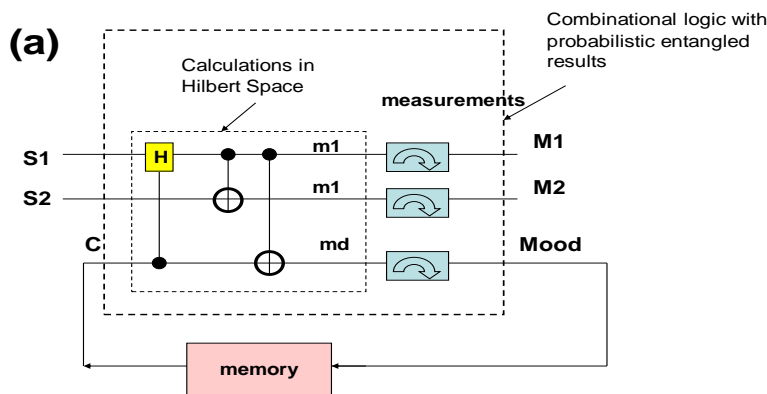 (a)
Combinational logic with
probabilistic entangled
results
Calculations in
Hilbert Space
measurements
S1
H
m1
M1
S2
m1
M2
C
md
Mood
memory